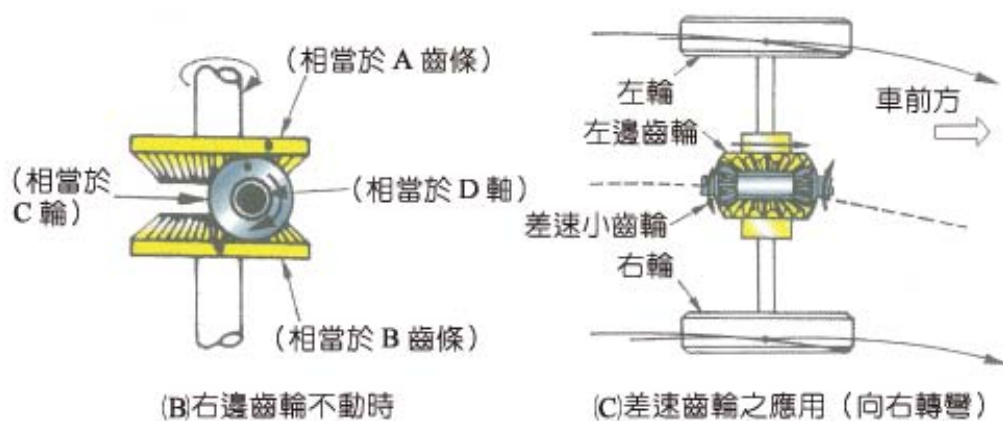 (相當於 A 齒條)
(相當於
C 輪)
(相當於 D 軸)
(相當於 B 齒條)
(B)右邊齒輪不動時
左輪
左邊齒輪
車前方
差速小齒輪
右輪
(C)差速齒輪之應用(向右轉彎)